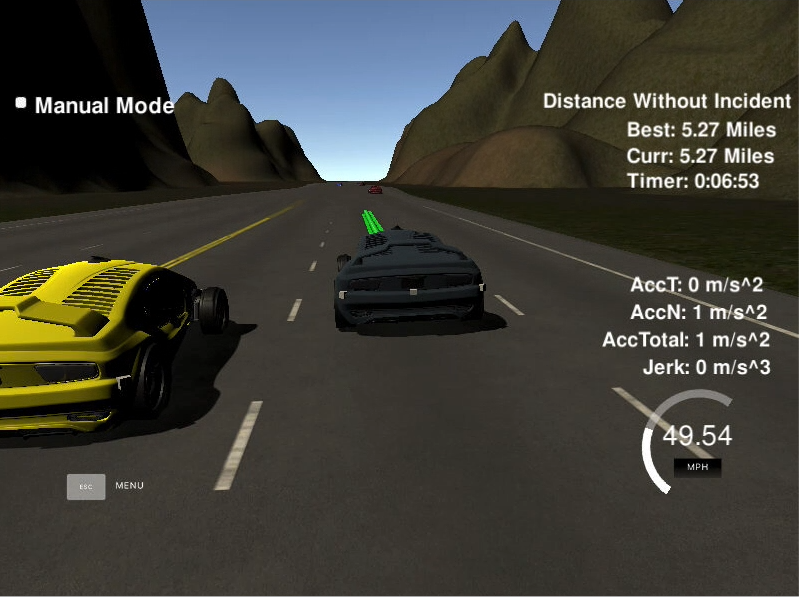 Manual Mode
Distance Without Incident
Best: 5.27 Miles
Curr: 5.27 Miles
Timer: 0:06:53
AccT: 0 m/s^2
AccN: 1 m/s^2
AccTotal: 1 m/s^2
Jerk: 0 m/s^3
49.54
MPH
ESC MENU